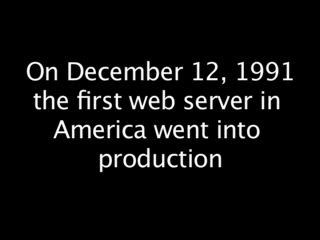 On December 12, 1991
the first web server in
America went into
production